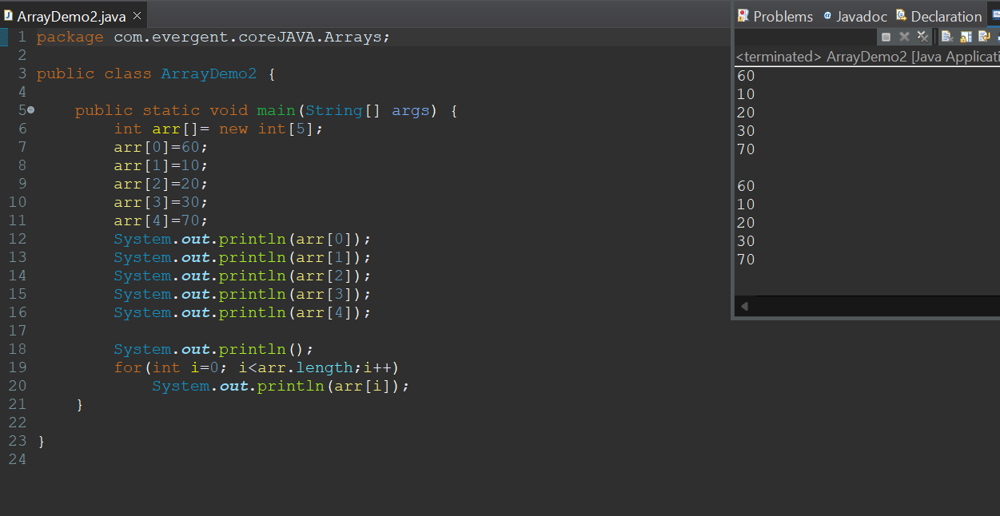 ArrayDemo2.java
1 package com.evergent.coreJAVA.Arrays;
2
3 public class ArrayDemo2 {
4
5 public static void main(String[] args) {
6 int arr[]= new int[5];
7 arr[0]=60;
8 arr[1]=10;
9 arr[2]=20;
10 arr[3]=30;
11 arr[4]=70;
12 System.out.println(arr[0]);
13 System.out.println(arr[1]);
14 System.out.println(arr[2]);
15 System.out.println(arr[3]);
16 System.out.println(arr[4]);
17
18 System.out.println();
19 for(int i=0; i<arr.length;i++)
20 System.out.println(arr[i]);
21 }
22
23 }
24
Problems @ Javadoc Declaration
<terminated> ArrayDemo2 [Java Applicati
60
10
20
30
70

60
10
20
30
70